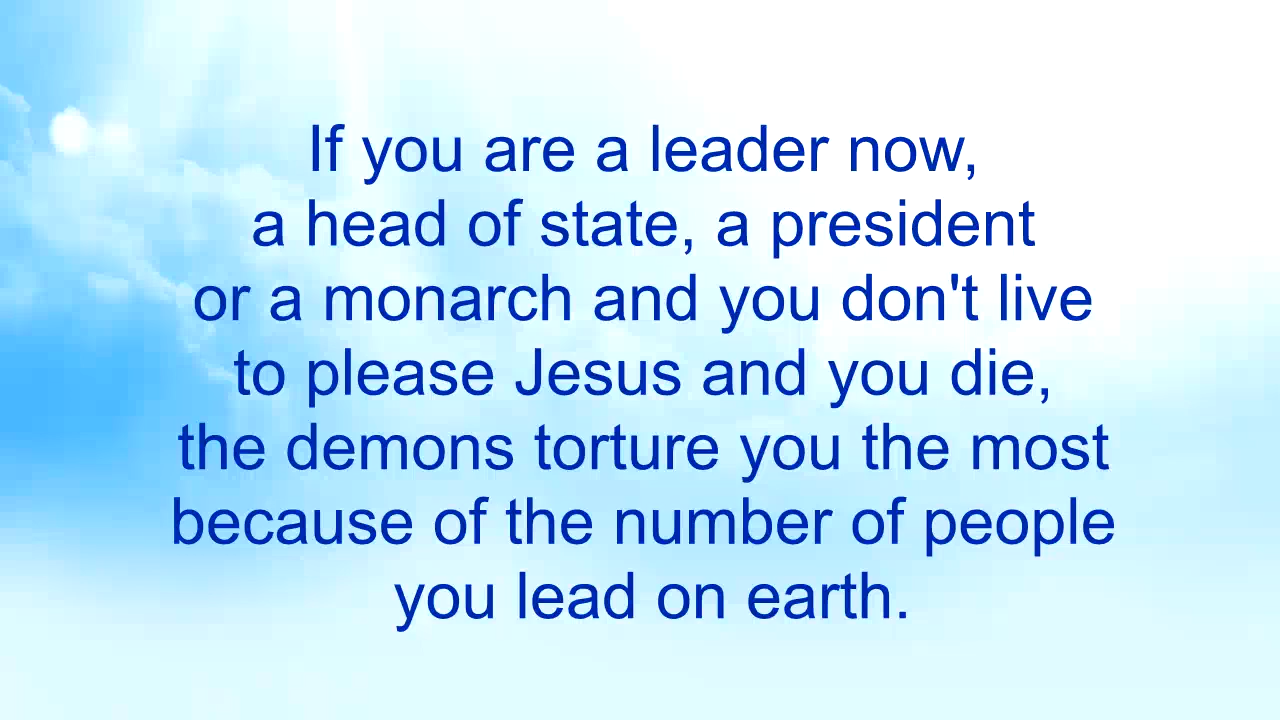 If you are a leader now,
a head of state, a president
or a monarch and you don't live
to please Jesus and you die,
the demons torture you the most
because of the number of people
you lead on earth.